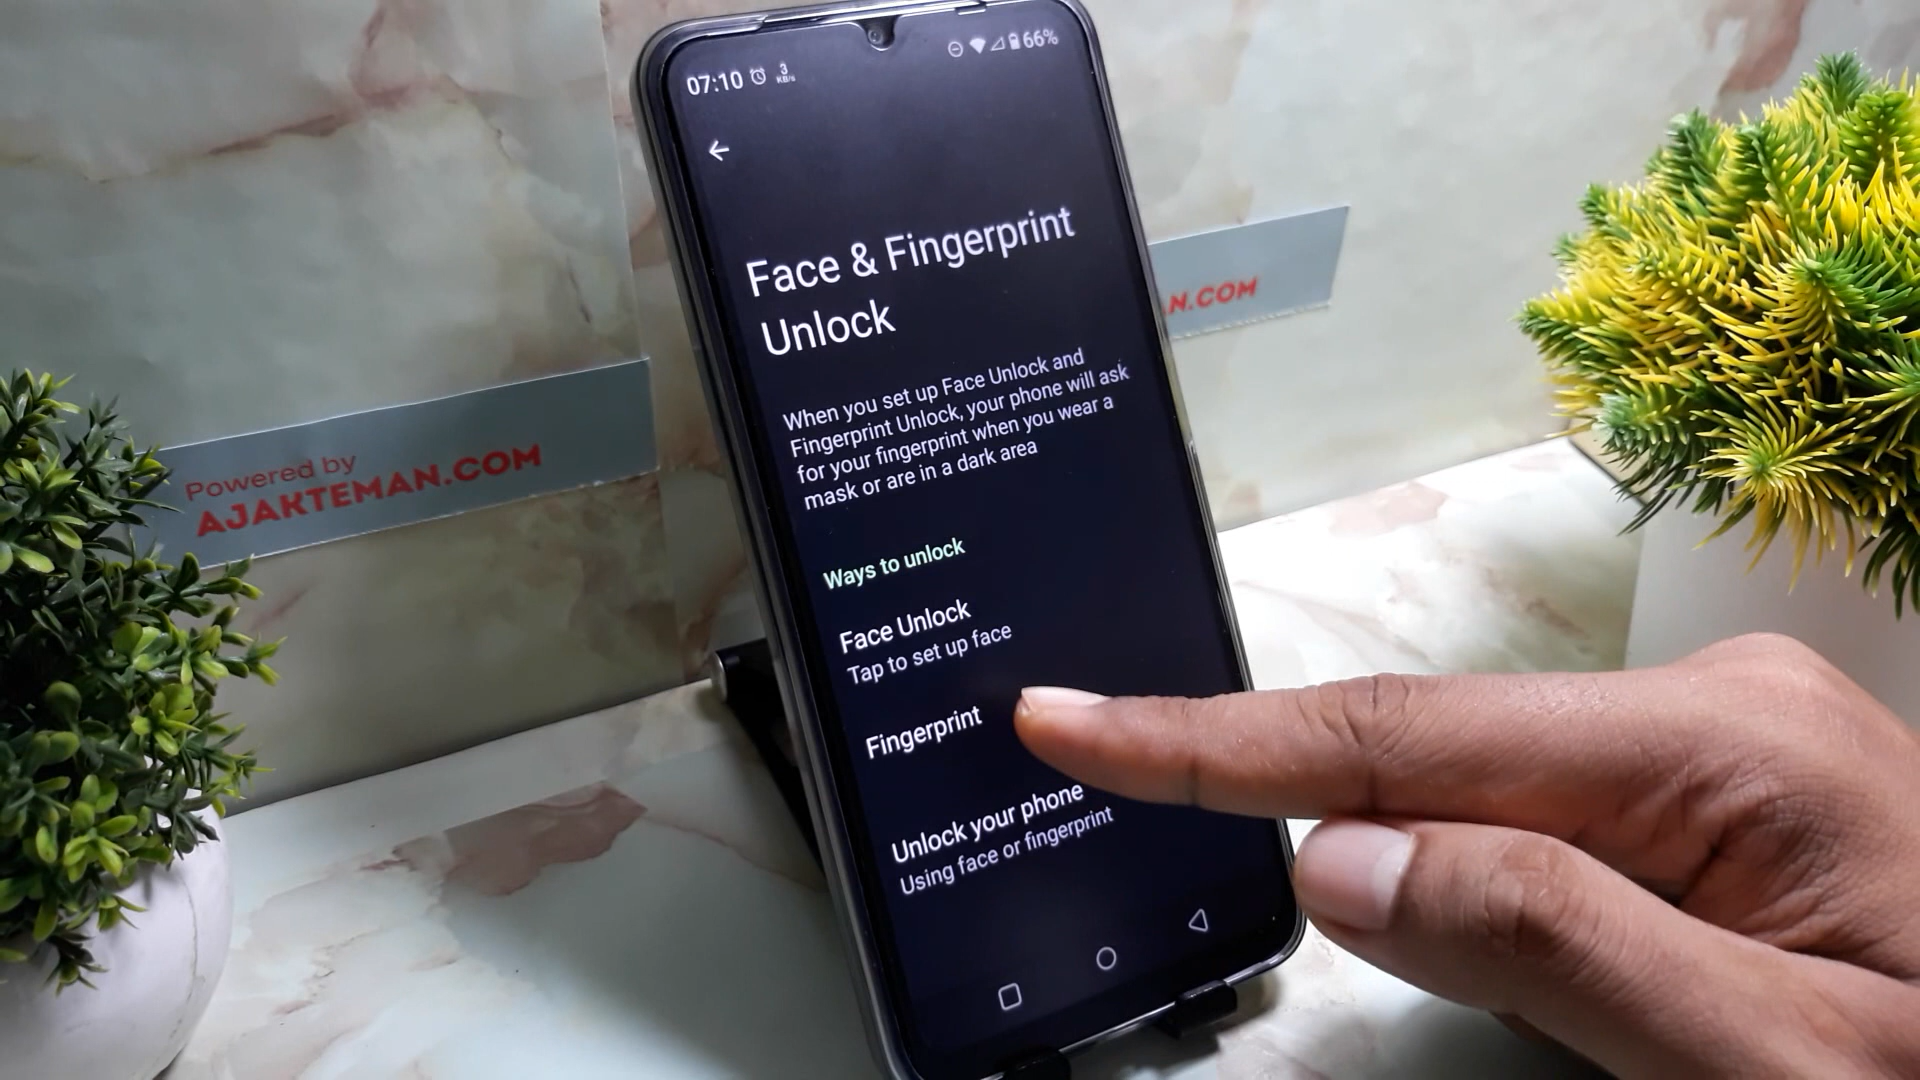 07:10 3 KB/s 66%
Face & Fingerprint
Unlock
When you set up Face Unlock and
Fingerprint Unlock, your phone will ask
for your fingerprint when you wear a
mask or are in a dark area
Ways to unlock
Face Unlock
Tap to set up face
Fingerprint
Unlock your phone
Using face or fingerprint
Powered by
AJAKTEMAN.COM
N.COM